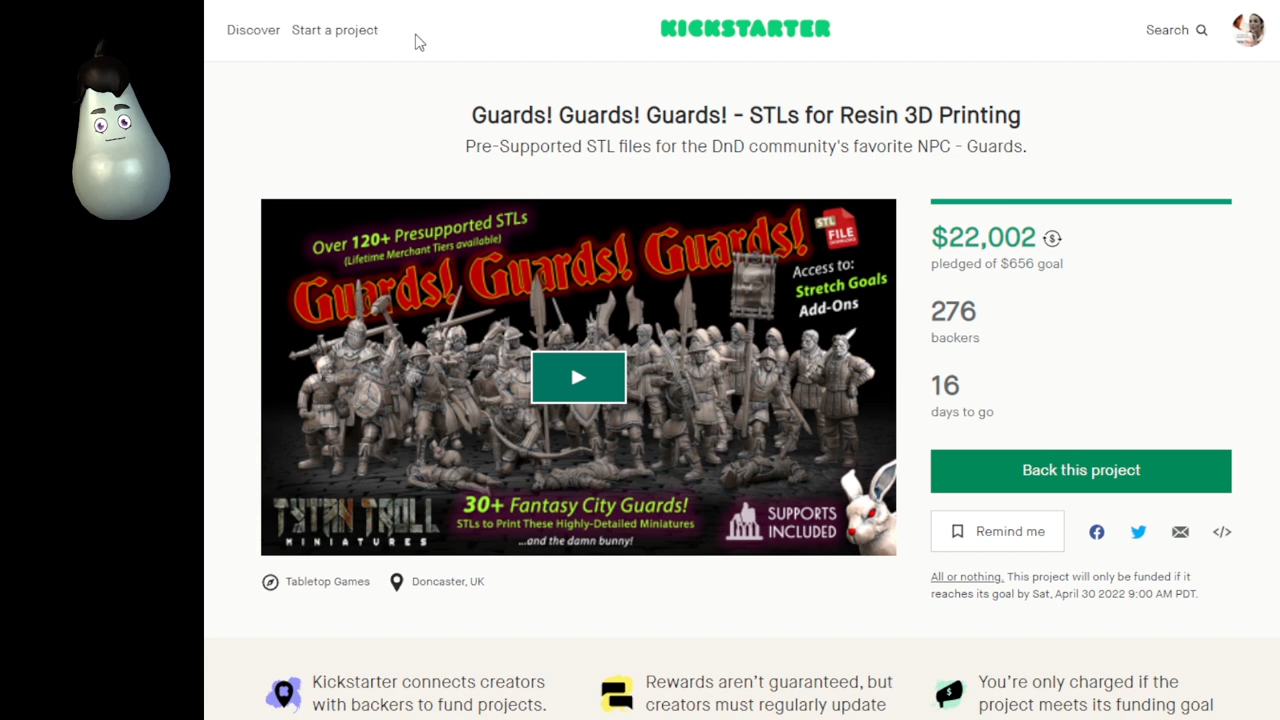 Discover Start a project
KICKSTARTER
Search
Guards! Guards! Guards! - STLs for Resin 3D Printing
Pre-Supported STL files for the DnD community's favorite NPC - Guards.
Over 120+ Presupported STLs
(Lifetime Merchant Tiers available)
Guards! Guards! Guards!
STL
FILE
DOWNLOAD
Access to:
Stretch Goals
Add-Ons
TYTAN TROLL
MINIATURES
30+ Fantasy City Guards!
STLs to Print These Highly-Detailed Miniatures
...and the damn bunny!
SUPPORTS
INCLUDED
Tabletop Games
Doncaster, UK
$22,002
pledged of $656 goal
276
backers
16
days to go
Back this project
Remind me
All or nothing. This project will only be funded if it
reaches its goal by Sat, April 30 2022 9:00 AM PDT.
Kickstarter connects creators
with backers to fund projects.
Rewards aren't guaranteed, but
creators must regularly update
You're only charged if the
project meets its funding goal